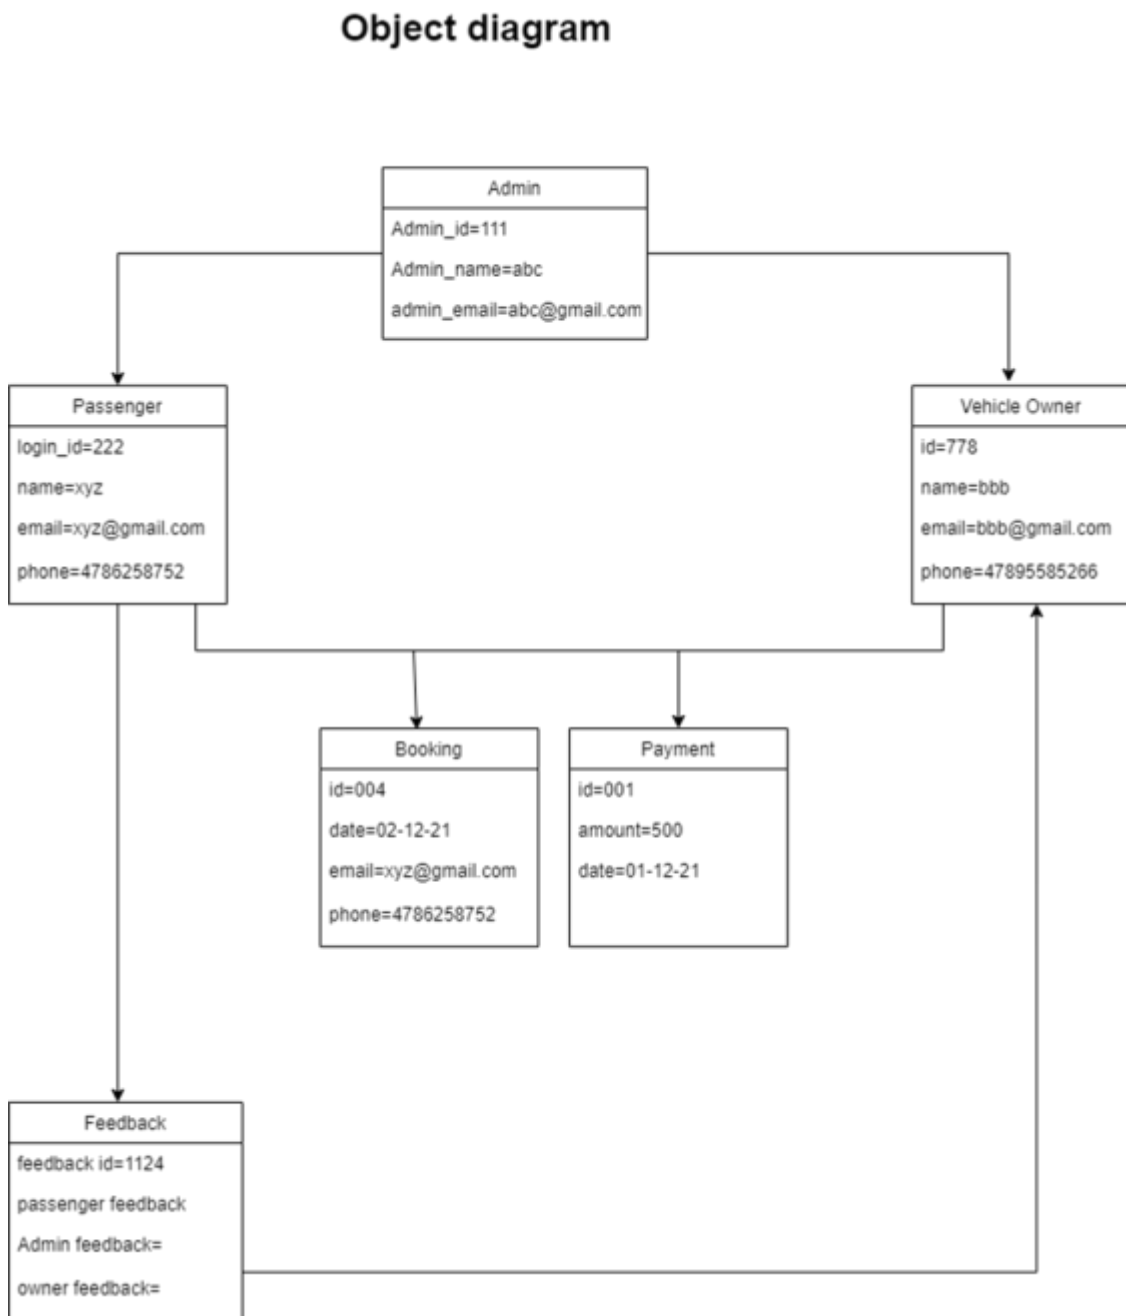 Object diagram
Admin
Admin_id=111
Admin_name=abc
admin_email=abc@gmail.com
Passenger
login_id=222
name=xyz
email=xyz@gmail.com
phone=4786258752
Vehicle Owner
id=778
name=bbb
email=bbb@gmail.com
phone=47895585266
Booking
id=004
date=02-12-21
email=xyz@gmail.com
phone=4786258752
Payment
id=001
amount=500
date=01-12-21
Feedback
feedback id=1124
passenger feedback
Admin feedback=
owner feedback=